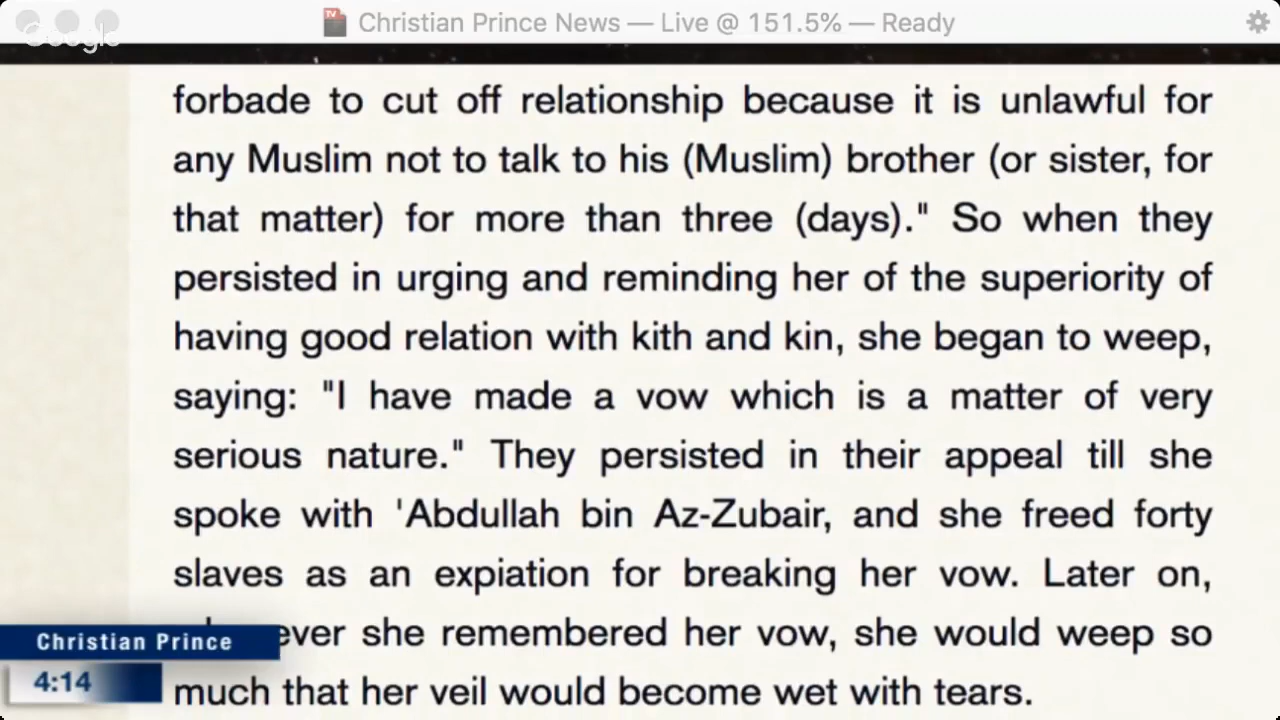 Christian Prince News — Live @ 151.5% — Ready
TV
Google
forbade to cut off relationship because it is unlawful for
any Muslim not to talk to his (Muslim) brother (or sister, for
that matter) for more than three (days)." So when they
persisted in urging and reminding her of the superiority of
having good relation with kith and kin, she began to weep,
saying: "I have made a vow which is a matter of very
serious nature." They persisted in their appeal till she
spoke with 'Abdullah bin Az-Zubair, and she freed forty
slaves as an expiation for breaking her vow. Later on,
she remembered her vow, she would weep so
much that her veil would become wet with tears.
Christian Prince
4:14